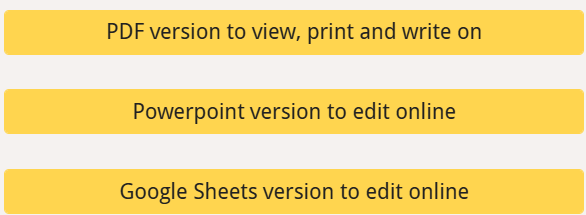 PDF version to view, print and write on
Powerpoint version to edit online
Google Sheets version to edit online